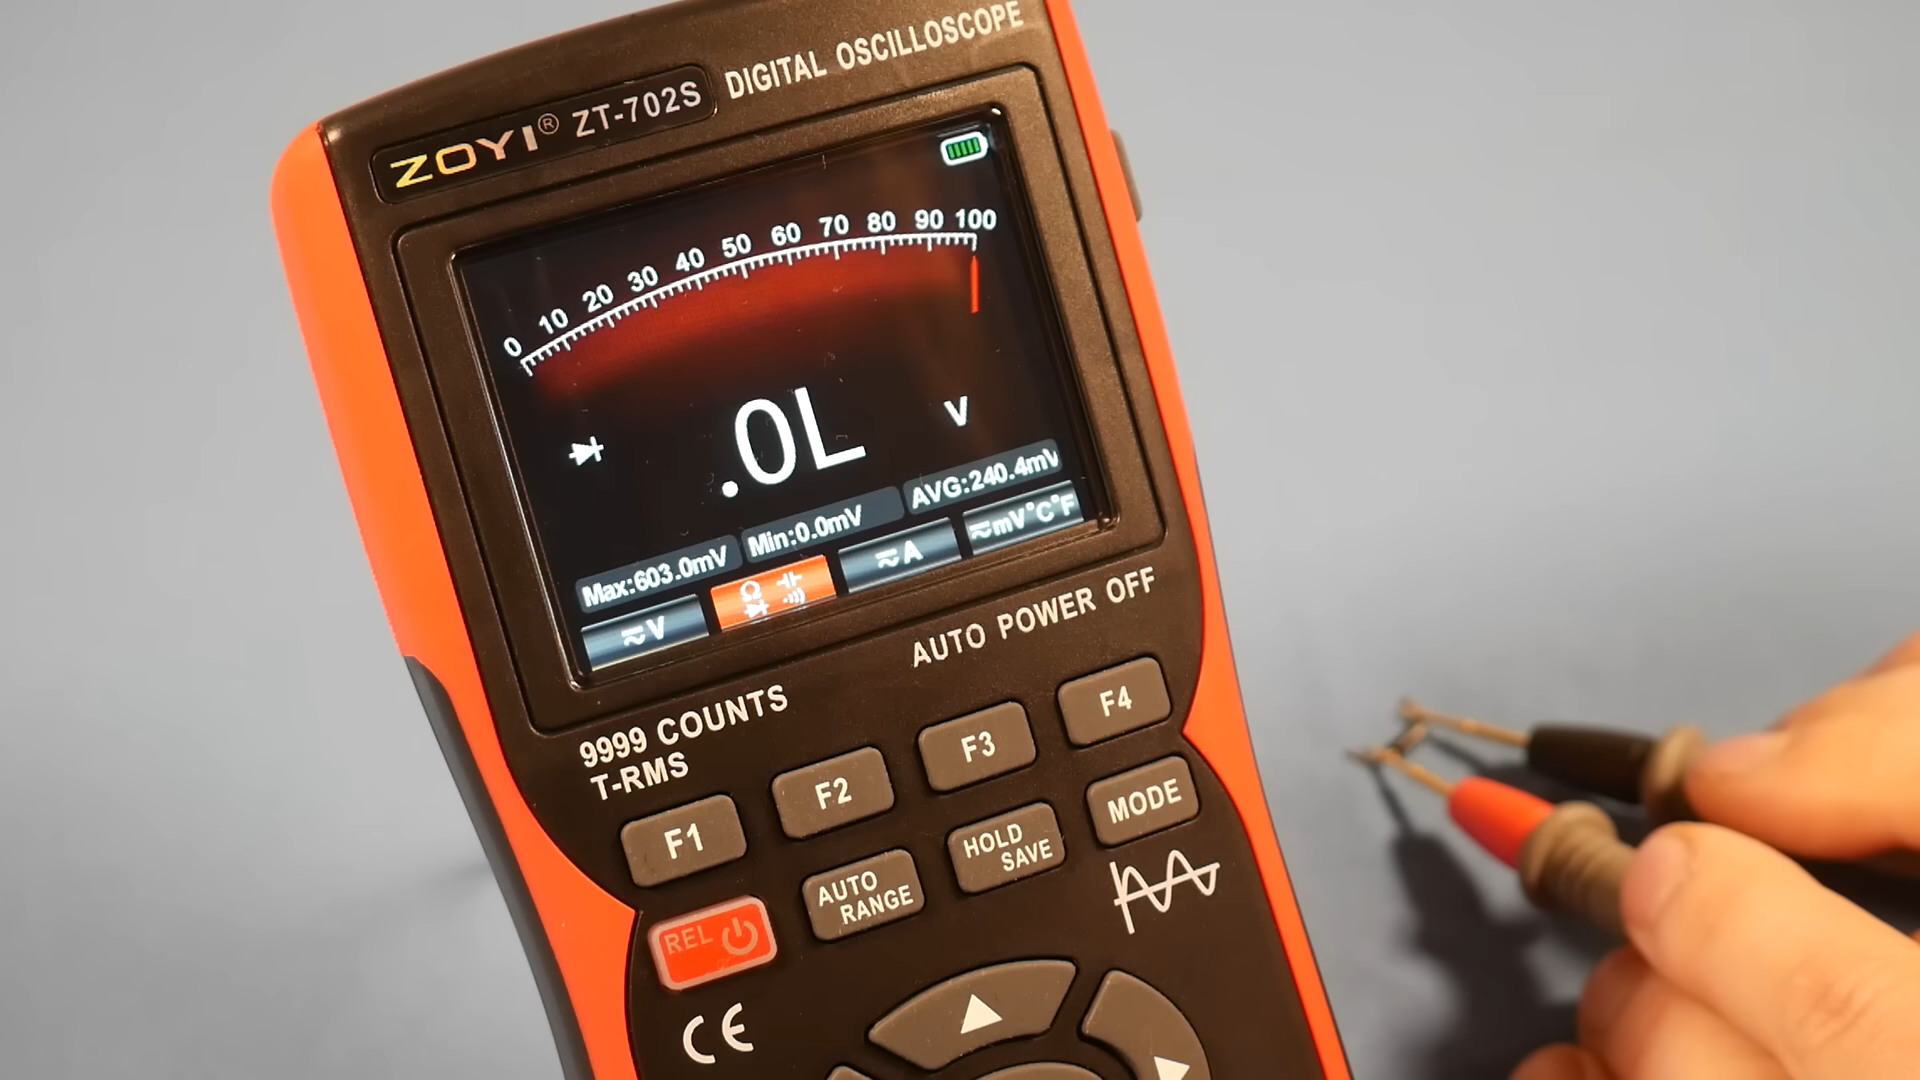 ZOYI® ZT-702S DIGITAL OSCILLOSCOPE
0 10 20 30 40 50 60 70 80 90 100
.0L V
Max:603.0mV Min:0.0mV AVG:240.4mV
≂V Ω ≂A ≂mV°C°F
AUTO POWER OFF
9999 COUNTS
T-RMS
F1 F2 F3 F4
REL AUTO RANGE HOLD SAVE MODE
CE